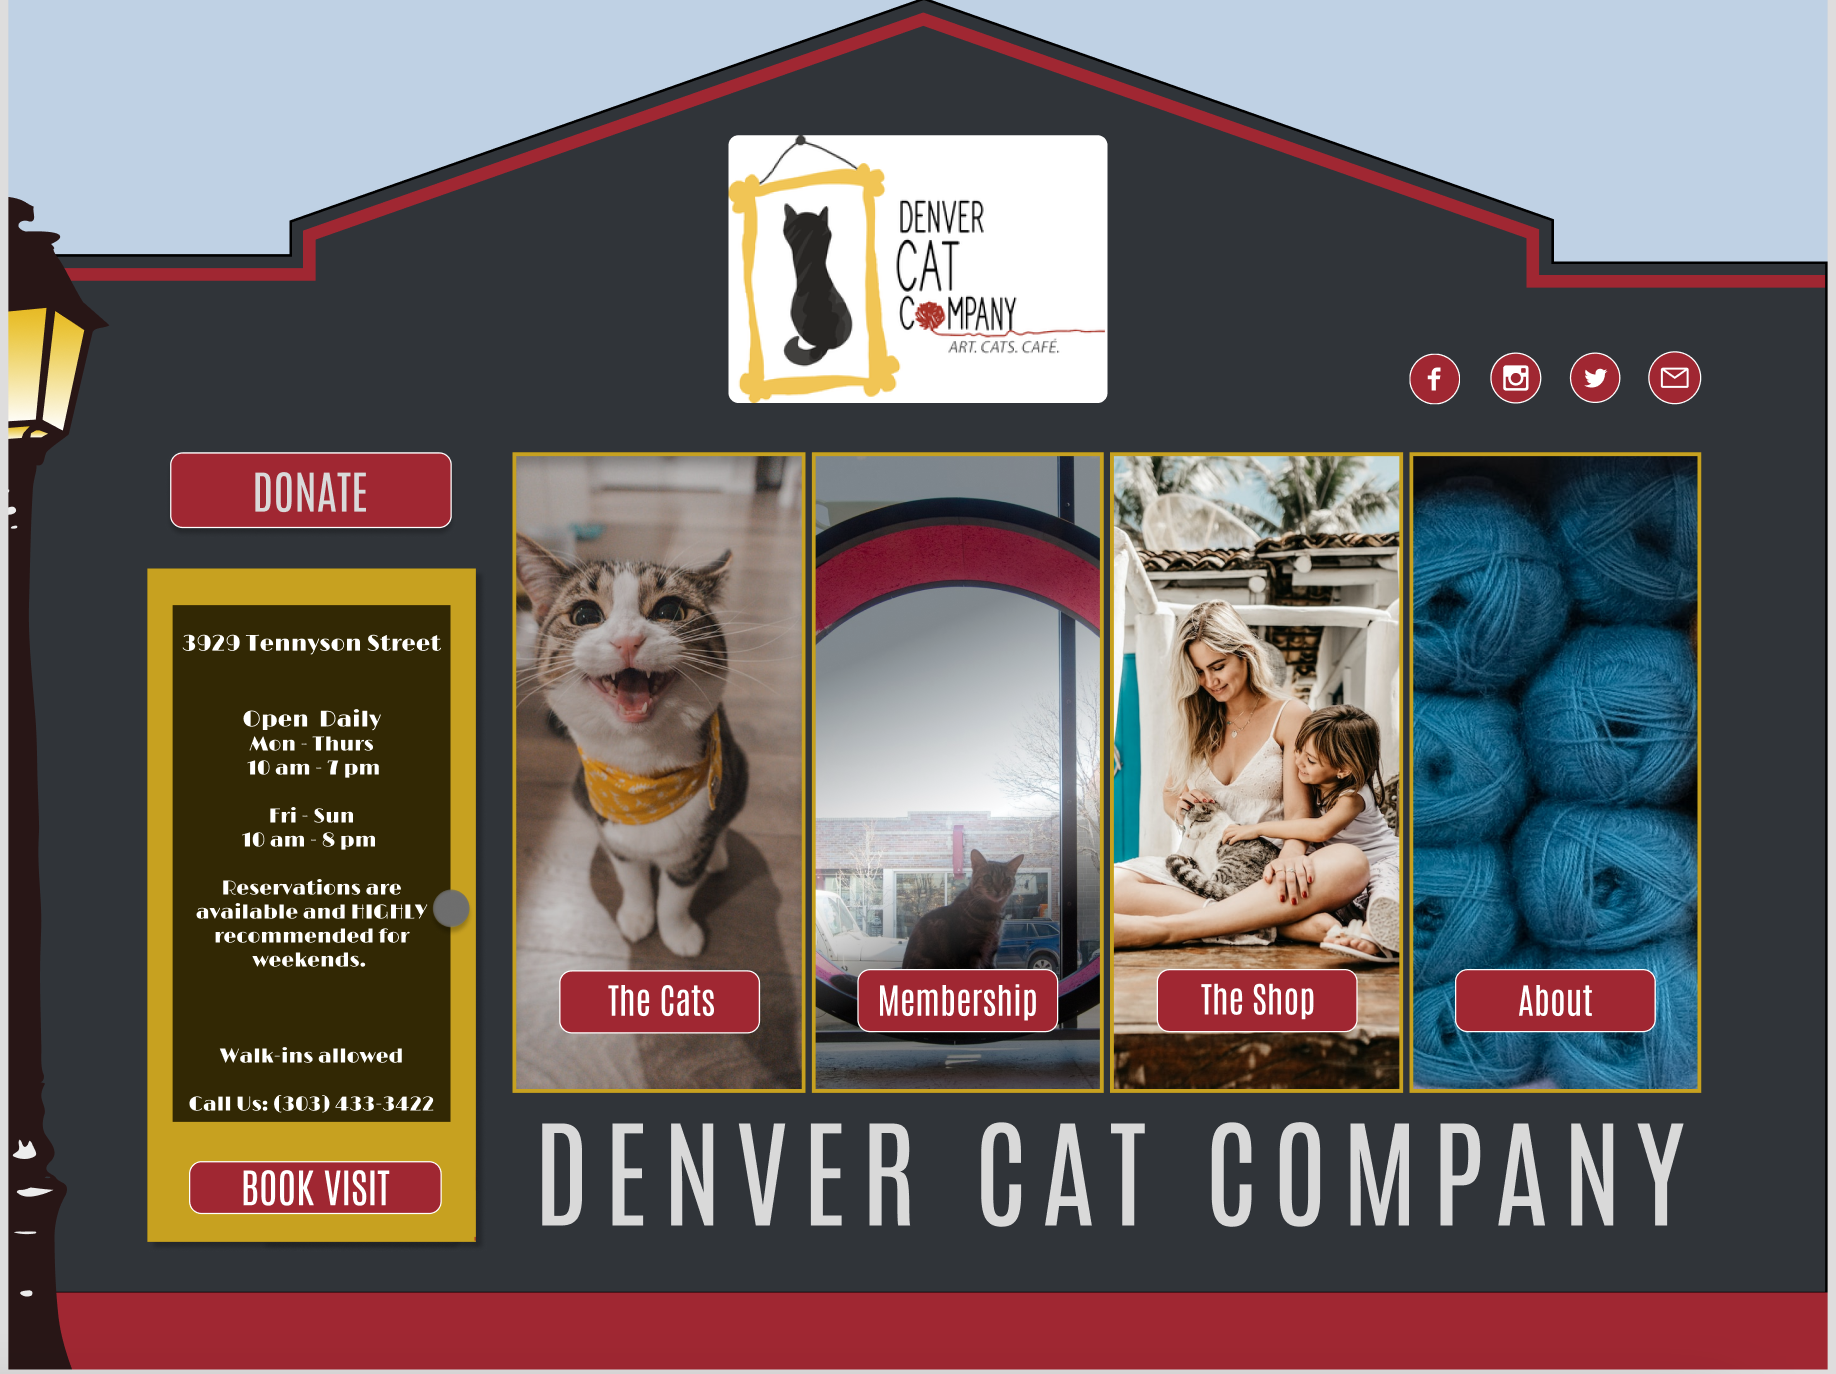 DENVER
CAT
COMPANY
ART. CATS. CAFÉ.
DONATE
3929 Tennyson Street
Open Daily
Mon - Thurs
10 am - 7 pm
Fri - Sun
10 am - 8 pm
Reservations are
available and HIGHLY
recommended for
weekends.
Walk-ins allowed
Call Us: (303) 433-3422
BOOK VISIT
The Cats
Membership
The Shop
About
DENVER CAT COMPANY